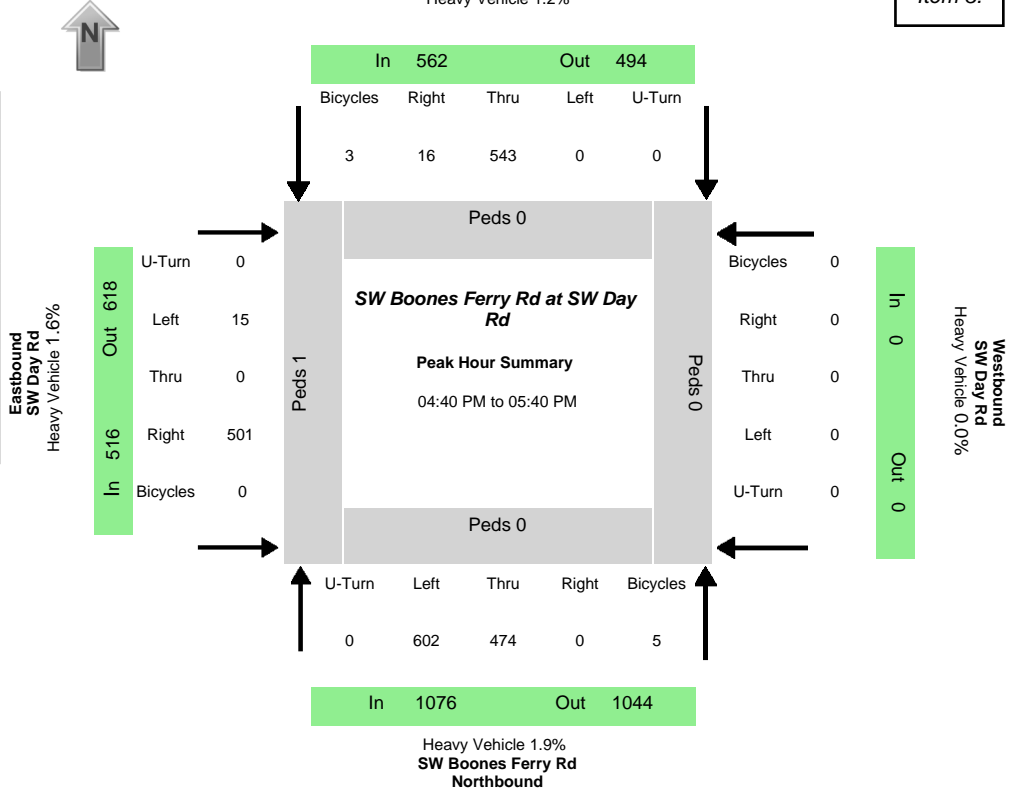 Heavy Vehicle 1.2%
Item 3.
N
In 562 Out 494
Bicycles Right Thru Left U-Turn
3 16 543 0 0
Peds 0
Eastbound
SW Day Rd
Heavy Vehicle 1.6%
In 516 Out 618
U-Turn 0
Left 15
Thru 0
Right 501
Bicycles 0
Peds 1
SW Boones Ferry Rd at SW Day
Rd
Peak Hour Summary
04:40 PM to 05:40 PM
Peds 0
Bicycles 0
Right 0
Thru 0
Left 0
U-Turn 0
In 0 Out 0
Westbound
SW Day Rd
Heavy Vehicle 0.0%
Peds 0
U-Turn Left Thru Right Bicycles
0 602 474 0 5
In 1076 Out 1044
Heavy Vehicle 1.9%
SW Boones Ferry Rd
Northbound